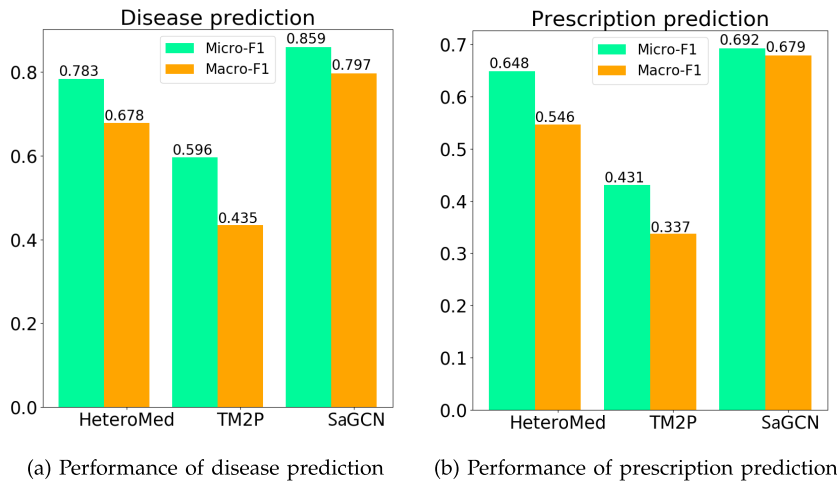 Disease prediction
Micro-F1
Macro-F1
0.783
0.678
0.596
0.435
0.859
0.797
0.8
0.6
0.4
0.2
0.0
HeteroMed TM2P SaGCN
(a) Performance of disease prediction
Prescription prediction
Micro-F1
Macro-F1
0.648
0.546
0.431
0.337
0.692
0.679
0.7
0.6
0.5
0.4
0.3
0.2
0.1
0.0
HeteroMed TM2P SaGCN
(b) Performance of prescription prediction